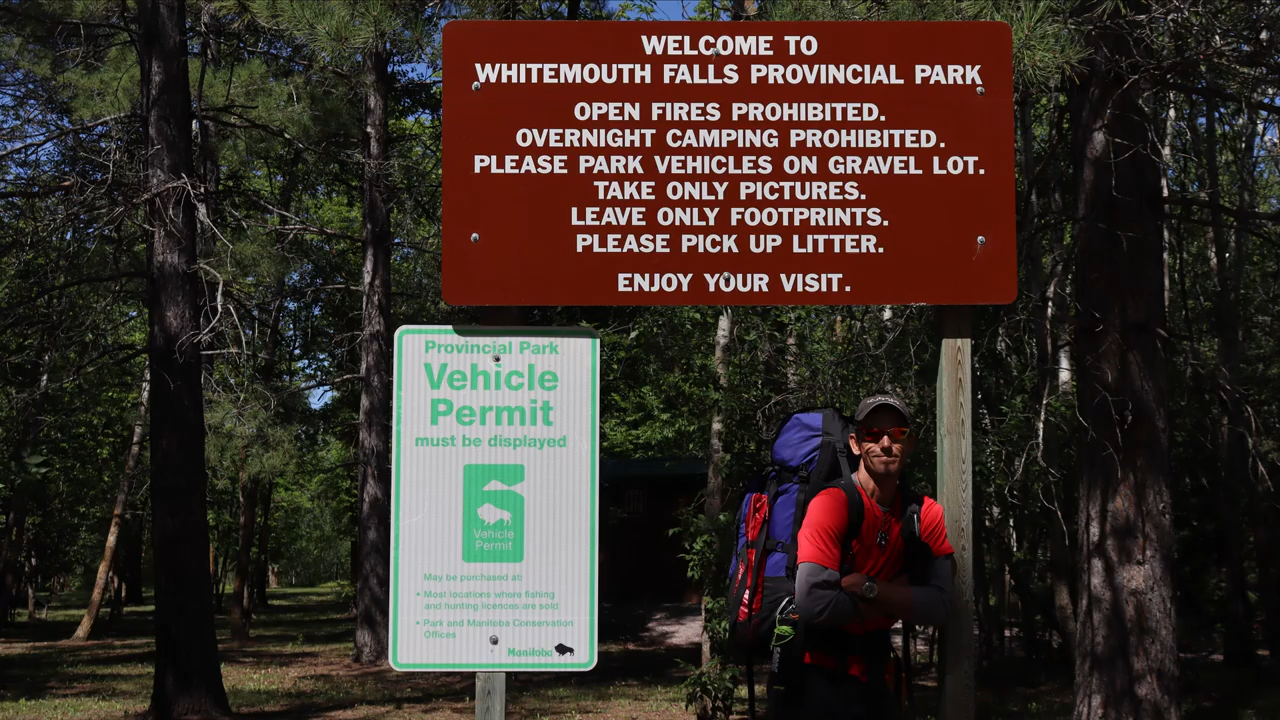 WELCOME TO
WHITEMOUTH FALLS PROVINCIAL PARK
OPEN FIRES PROHIBITED.
OVERNIGHT CAMPING PROHIBITED.
PLEASE PARK VEHICLES ON GRAVEL LOT.
TAKE ONLY PICTURES.
LEAVE ONLY FOOTPRINTS.
PLEASE PICK UP LITTER.
ENJOY YOUR VISIT.
Provincial Park
Vehicle
Permit
must be displayed
Vehicle
Permit
May be purchased at:
• Most locations where fishing
and hunting licences are sold
• Park and Manitoba Conservation
Offices
Manitoba